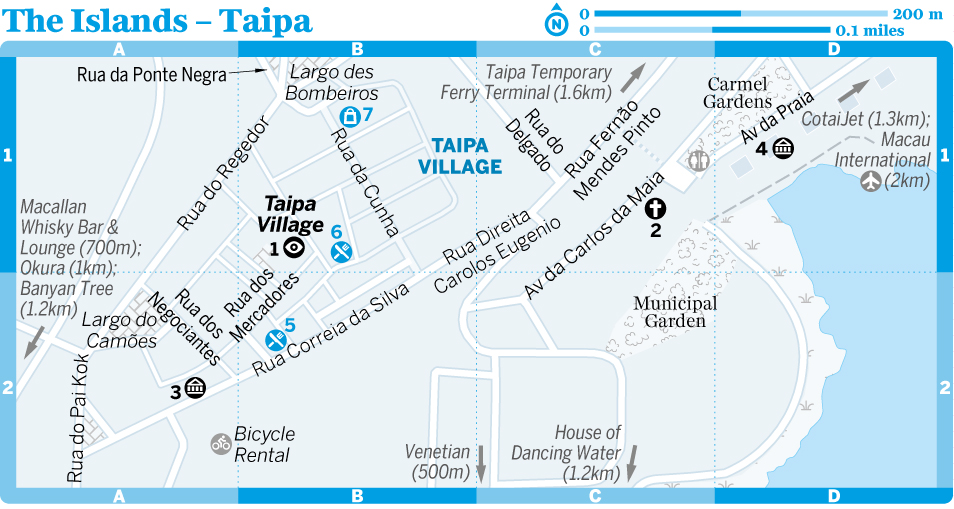 The Islands – Taipa
N
0
200 m
0
0.1 miles
A
B
C
D
1
1
2
2
A
B
C
D
Rua da Ponte Negra
Largo des
Bombeiros
7
Taipa Temporary
Ferry Terminal (1.6km)
Carmel
Gardens
Av da Praia
4
CotaiJet (1.3km);
Macau
International
(2km)
Rua do Regedor
Rua da Cunha
TAIPA
VILLAGE
Rua do
Delgado
Rua Fernão
Mendes Pinto
Macallan
Whisky Bar &
Lounge (700m);
Okura (1km);
Banyan Tree
(1.2km)
Taipa
Village
1
6
Rua Direita
Carolos Eugenio
Av da Carlos da Maia
2
Largo do
Camões
Rua dos
Negociantes
Rua dos
Mercadores
5
Rua Correia da Silva
Municipal
Garden
Rua do Pai Kok
3
Bicycle
Rental
Venetian
(500m)
House of
Dancing Water
(1.2km)